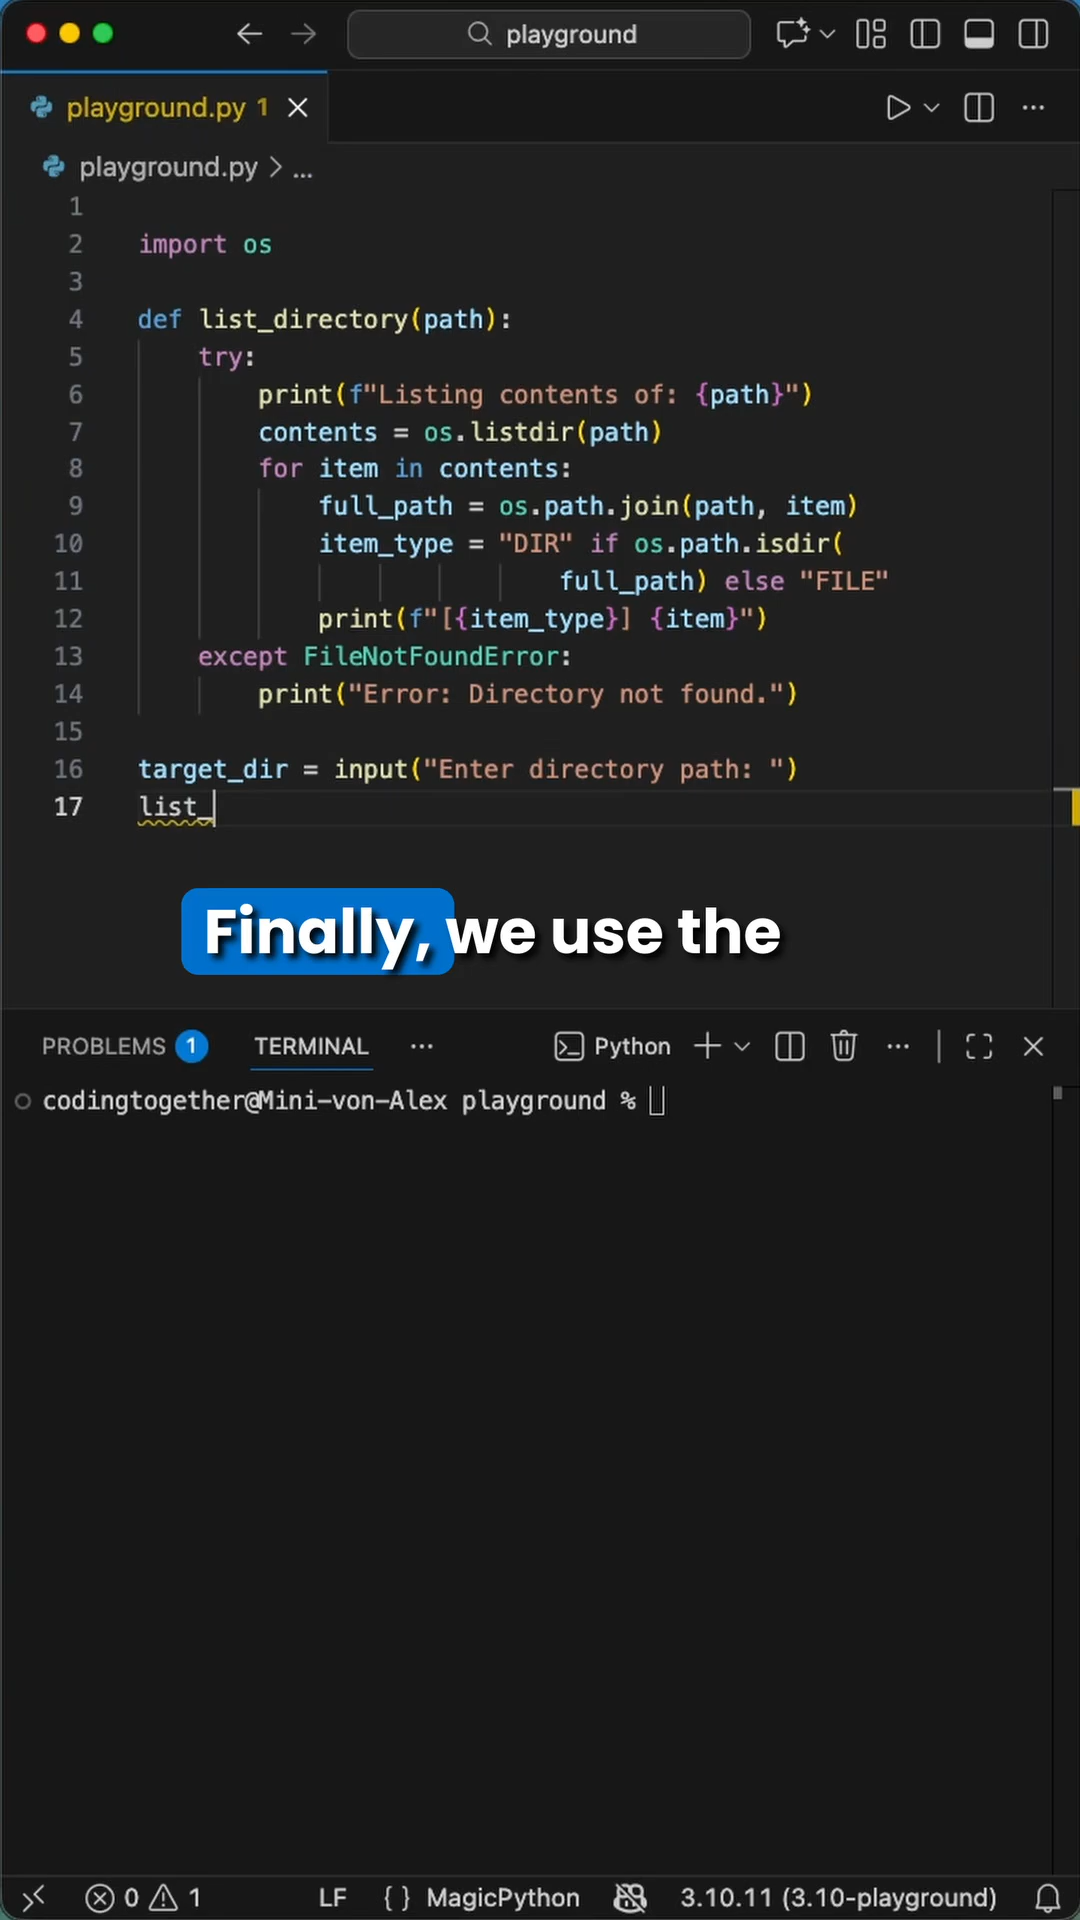 playground
playground.py 1
playground.py > ...
1
2 import os
3
4 def list_directory(path):
5     try:
6         print(f"Listing contents of: {path}")
7         contents = os.listdir(path)
8         for item in contents:
9             full_path = os.path.join(path, item)
10             item_type = "DIR" if os.path.isdir(
11                             full_path) else "FILE"
12             print(f"[{item_type}] {item}")
13     except FileNotFoundError:
14         print("Error: Directory not found.")
15
16 target_dir = input("Enter directory path: ")
17 list_
Finally, we use the
PROBLEMS 1 TERMINAL ... Python
codingtogether@Mini-von-Alex playground %
0 1 LF { } MagicPython 3.10.11 (3.10-playground)